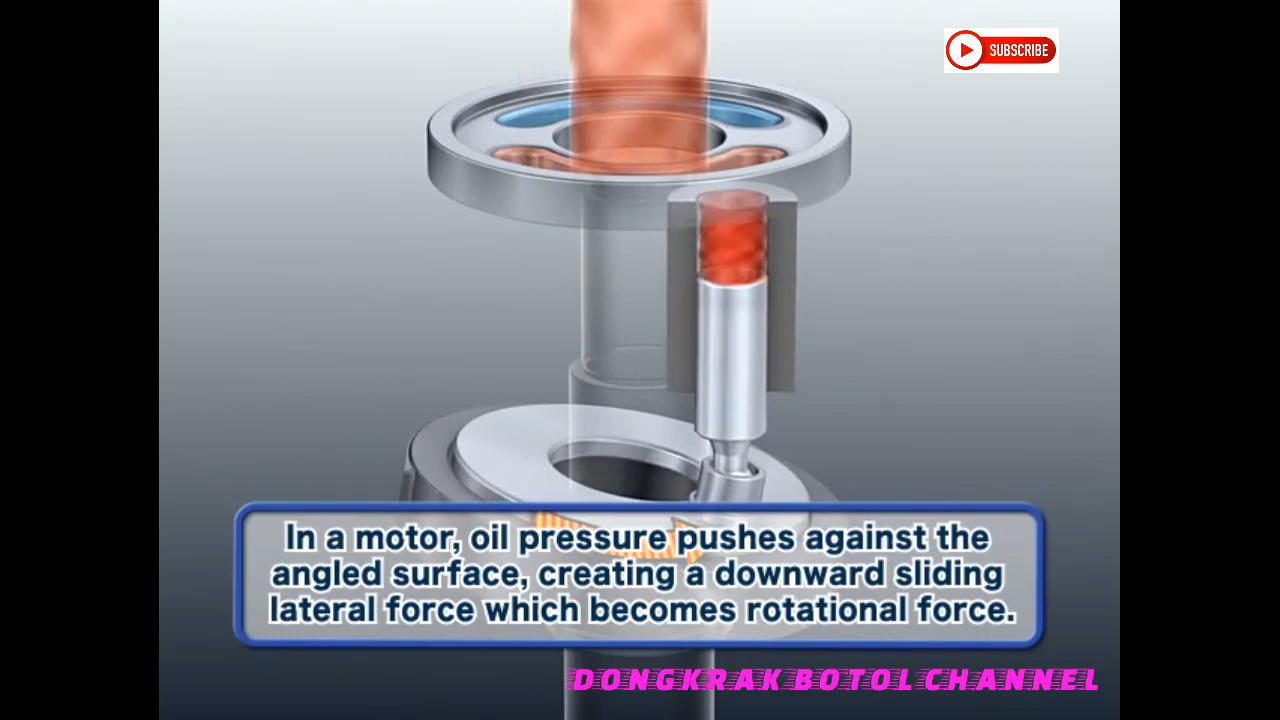 SUBSCRIBE
In a motor, oil pressure pushes against the
angled surface, creating a downward sliding
lateral force which becomes rotational force.
DONGKRAK BOTOL CHANNEL